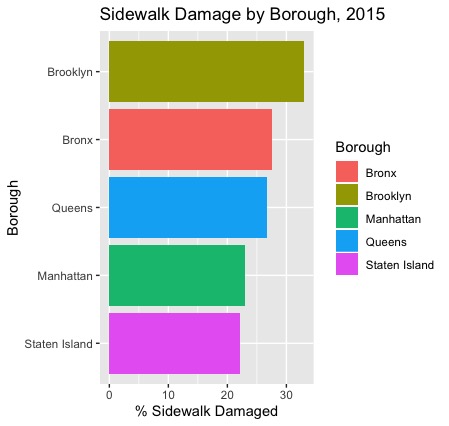 Sidewalk Damage by Borough, 2015
Borough
Brooklyn
Bronx
Queens
Manhattan
Staten Island
0 10 20 30
% Sidewalk Damaged
Borough
Bronx
Brooklyn
Manhattan
Queens
Staten Island